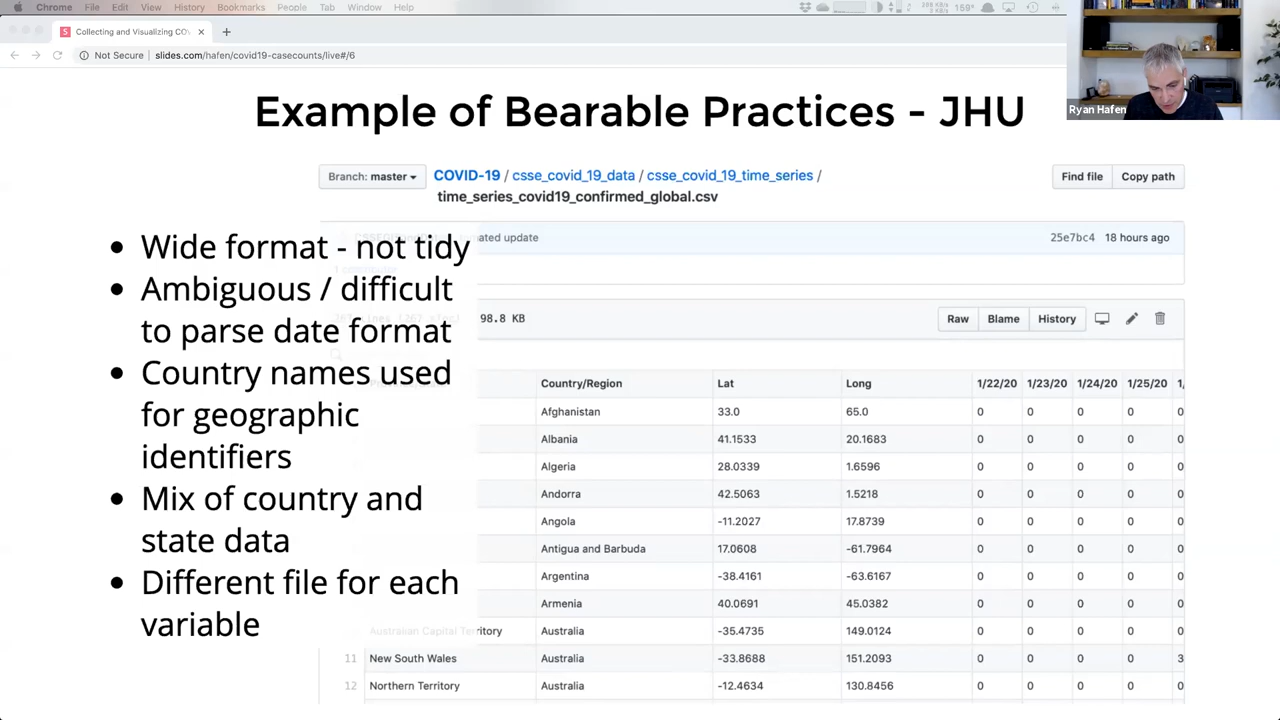 Chrome File Edit View History Bookmarks People Tab Window Help 159°
Collecting and Visualizing COV
Not Secure slides.com/hafen/covid19-casecounts/live#/6
Ryan Hafen
Example of Bearable Practices - JHU
Branch: master
COVID-19 / csse_covid_19_data / csse_covid_19_time_series /
time_series_covid19_confirmed_global.csv
Find file Copy path
update 25e7bc4 18 hours ago
98.8 KB Raw Blame History
• Wide format - not tidy
• Ambiguous / difficult
to parse date format
• Country names used
for geographic
identifiers
• Mix of country and
state data
• Different file for each
variable
Country/Region Lat Long 1/22/20 1/23/20 1/24/20 1/25/20 1/
Afghanistan 33.0 65.0 0 0 0 0 0
Albania 41.1533 20.1683 0 0 0 0 0
Algeria 28.0339 1.6596 0 0 0 0 0
Andorra 42.5063 1.5218 0 0 0 0 0
Angola -11.2027 17.8739 0 0 0 0 0
Antigua and Barbuda 17.0608 -61.7964 0 0 0 0 0
Argentina -38.4161 -63.6167 0 0 0 0 0
Armenia 40.0691 45.0382 0 0 0 0 0
Australian Capital Territory Australia -35.4735 149.0124 0 0 0 0 0
11 New South Wales Australia -33.8688 151.2093 0 0 0 0 3
12 Northern Territory Australia -12.4634 130.8456 0 0 0 0 0